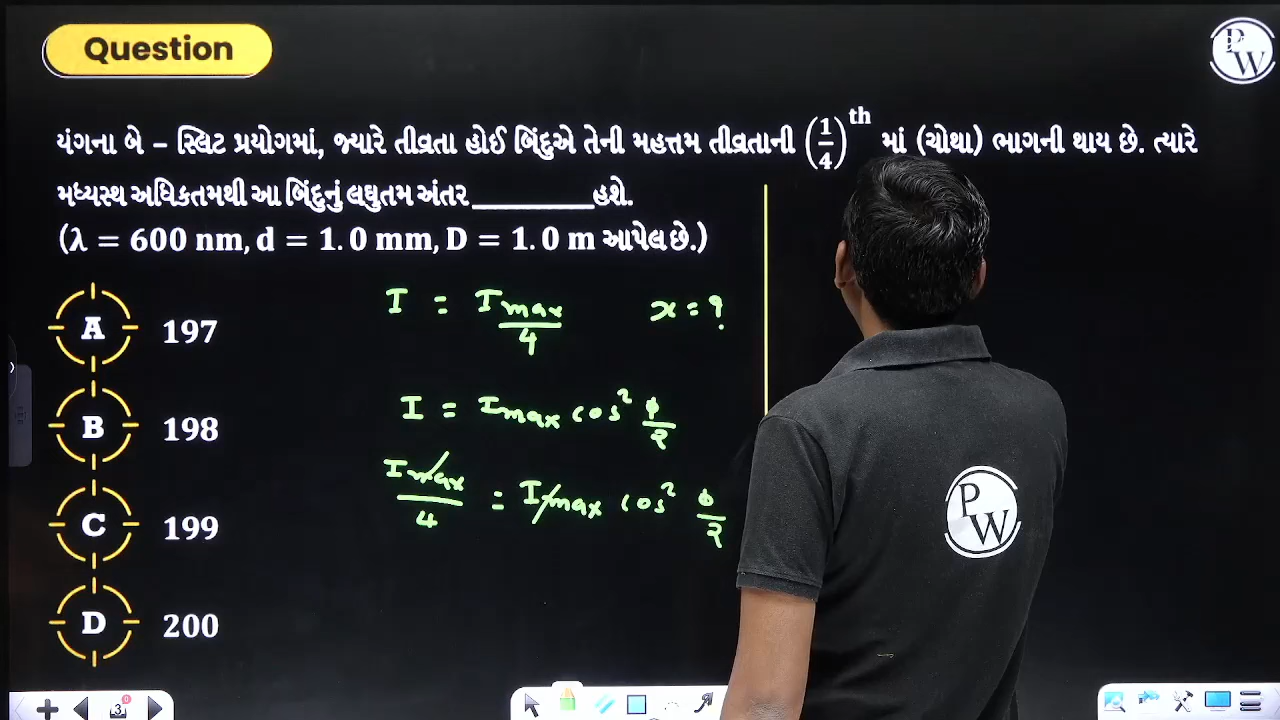 Question
PW
યંગના બે – સ્લિટ પ્રયોગમાં, જ્યારે તીવ્રતા હોઈ બિંદુએ તેની મહત્તમ તીવ્રતાની (1/4)^th માં (ચોથા) ભાગની થાય છે. ત્યારે
મધ્યસ્થ અધિકતમથી આ બિંદુનું લઘુતમ અંતર ________ હશે.
(λ = 600 nm, d = 1.0 mm, D = 1.0 m આપેલ છે.)
A 197
B 198
C 199
D 200
I = Imax/4 x = ?
I = Imax cos² ϕ/2
Imax/4 = Imax cos² ϕ/2
PW
3